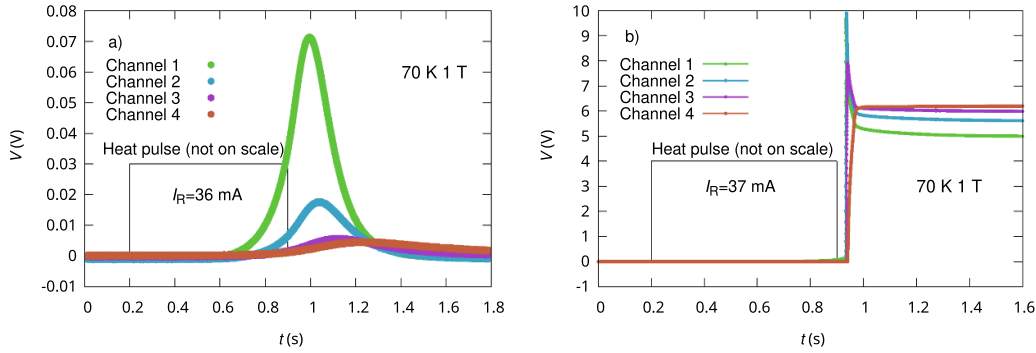 a)
Channel 1
Channel 2
Channel 3
Channel 4
70 K 1 T
Heat pulse (not on scale)
I_R=36 mA
V(V)
0.08
0.07
0.06
0.05
0.04
0.03
0.02
0.01
0
-0.01
0 0.2 0.4 0.6 0.8 1 1.2 1.4 1.6 1.8
t(s)
b)
Channel 1
Channel 2
Channel 3
Channel 4
Heat pulse (not on scale)
I_R=37 mA
70 K 1 T
V(V)
10
9
8
7
6
5
4
3
2
1
0
-1
0 0.2 0.4 0.6 0.8 1 1.2 1.4 1.6
t(s)